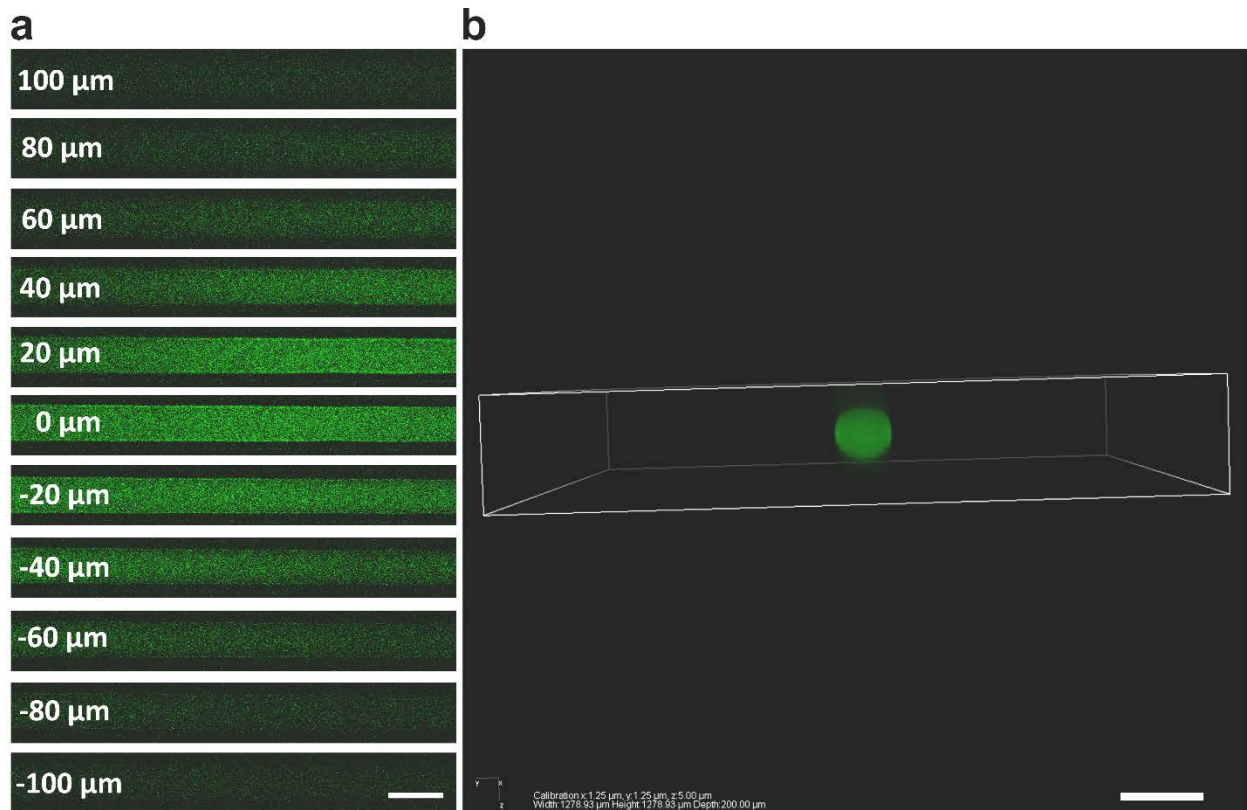 a
b
100 µm
80 µm
60 µm
40 µm
20 µm
0 µm
-20 µm
-40 µm
-60 µm
-80 µm
-100 µm
Y X
Z
Calibration x:1.25 µm, y:1.25 µm, z:5.00 µm
Width:1278.93 µm Height:1278.93 µm Depth:200.00 µm